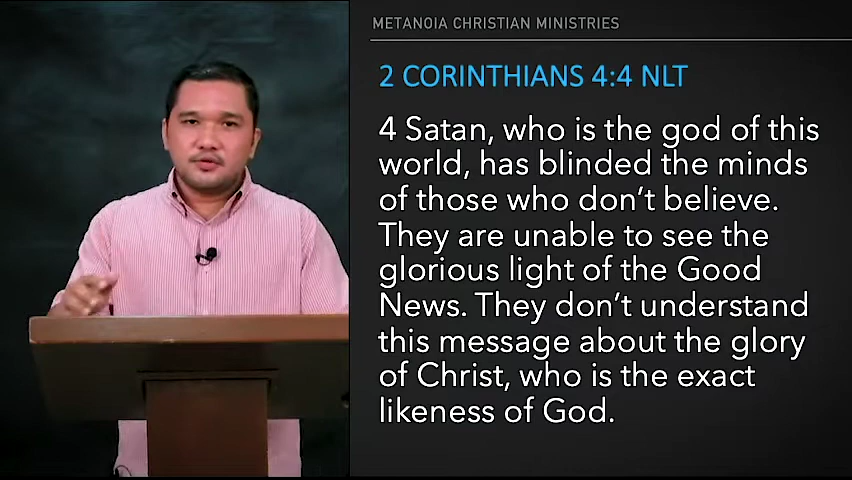 METANOIA CHRISTIAN MINISTRIES
2 CORINTHIANS 4:4 NLT
4 Satan, who is the god of this
world, has blinded the minds
of those who don't believe.
They are unable to see the
glorious light of the Good
News. They don't understand
this message about the glory
of Christ, who is the exact
likeness of God.